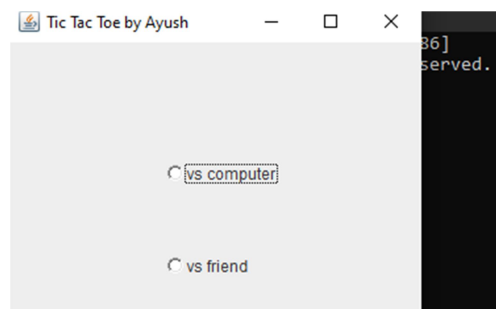 Tic Tac Toe by Ayush
86]
served.
vs computer
vs friend